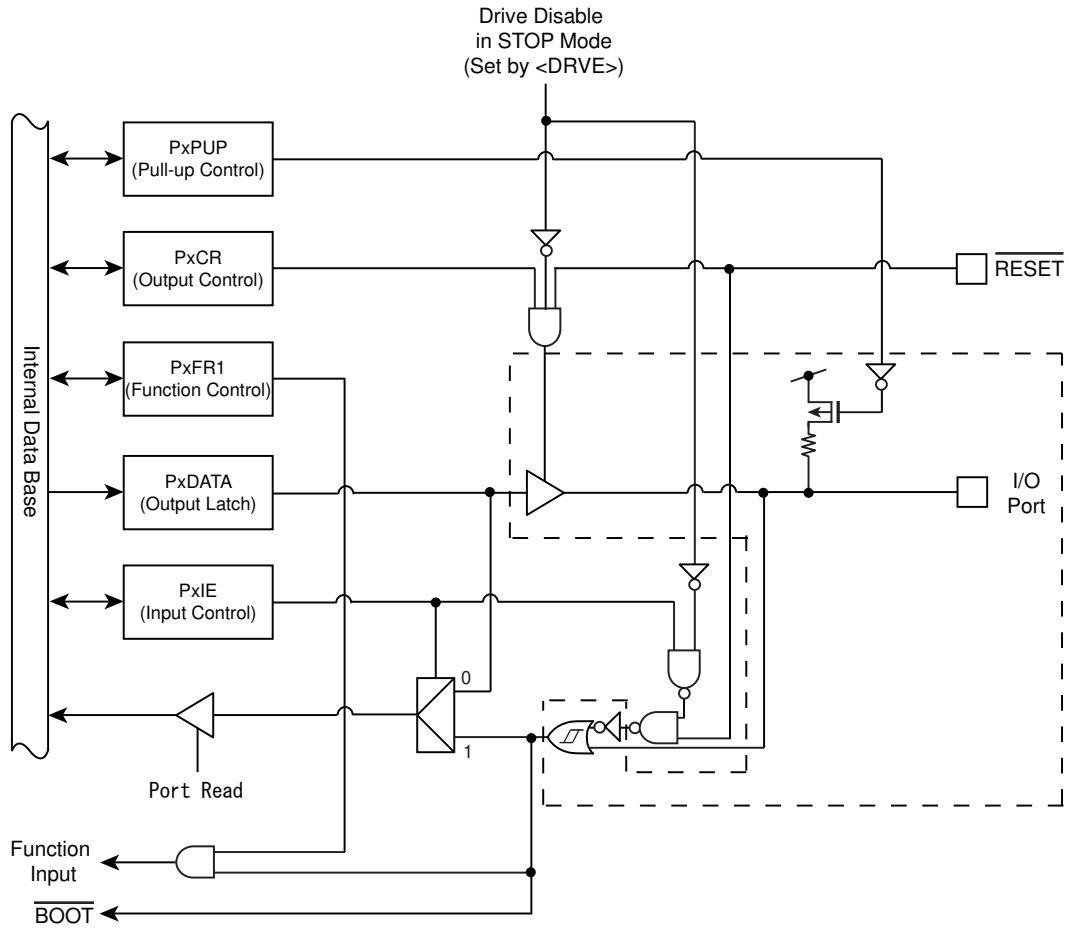 Drive Disable
in STOP Mode
(Set by <DRVE>)
PxPUP
(Pull-up Control)
PxCR
(Output Control)
RESET
PxFR1
(Function Control)
Internal Data Base
PxDATA
(Output Latch)
I/O
Port
PxIE
(Input Control)
0
1
Port Read
Function
Input
BOOT